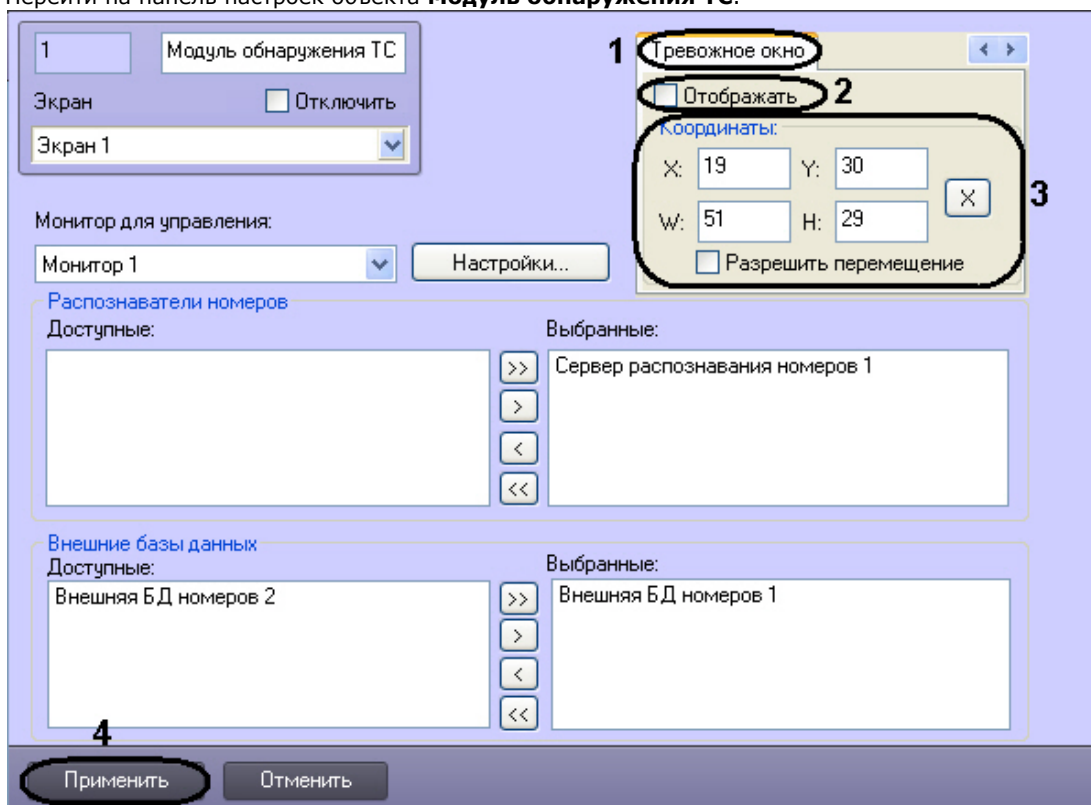 Перейти на панель настроек объекта Модуль обнаружения ТС.
1 Модуль обнаружения ТС
Экран Отключить
Экран 1
1 Тревожное окно
Отображать 2
Координаты:
X: 19 Y: 30 X 3
W: 51 H: 29
Разрешить перемещение
Монитор для управления:
Монитор 1 Настройки...
Распознаватели номеров
Доступные: Выбранные:
>> Сервер распознавания номеров 1
>
<
<<
Внешние базы данных
Доступные: Выбранные:
Внешняя БД номеров 2 >> Внешняя БД номеров 1
>
<
<<
4
Применить Отменить